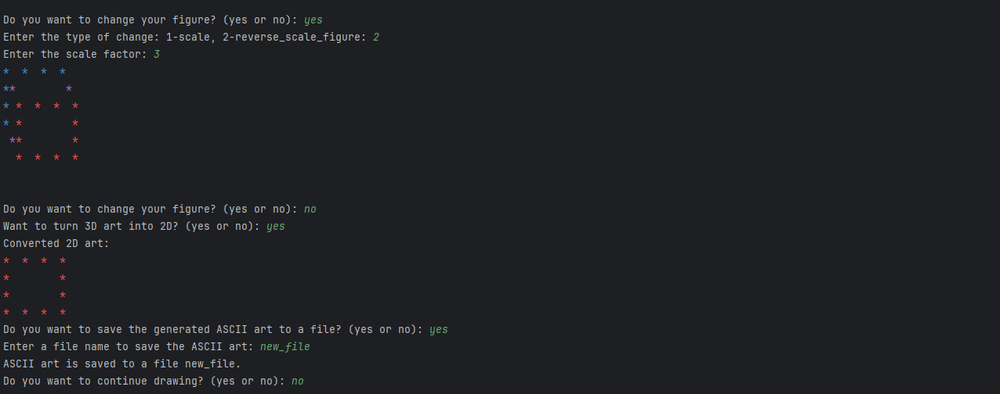 Do you want to change your figure? (yes or no): yes
Enter the type of change: 1-scale, 2-reverse_scale_figure: 2
Enter the scale factor: 3
*  *  *  *
**        *
* *  *  *  *
* *        *
 **        *
  *  *  *  *
Do you want to change your figure? (yes or no): no
Want to turn 3D art into 2D? (yes or no): yes
Converted 2D art:
*  *  *  *
*        *
*        *
*  *  *  *
Do you want to save the generated ASCII art to a file? (yes or no): yes
Enter a file name to save the ASCII art: new_file
ASCII art is saved to a file new_file.
Do you want to continue drawing? (yes or no): no